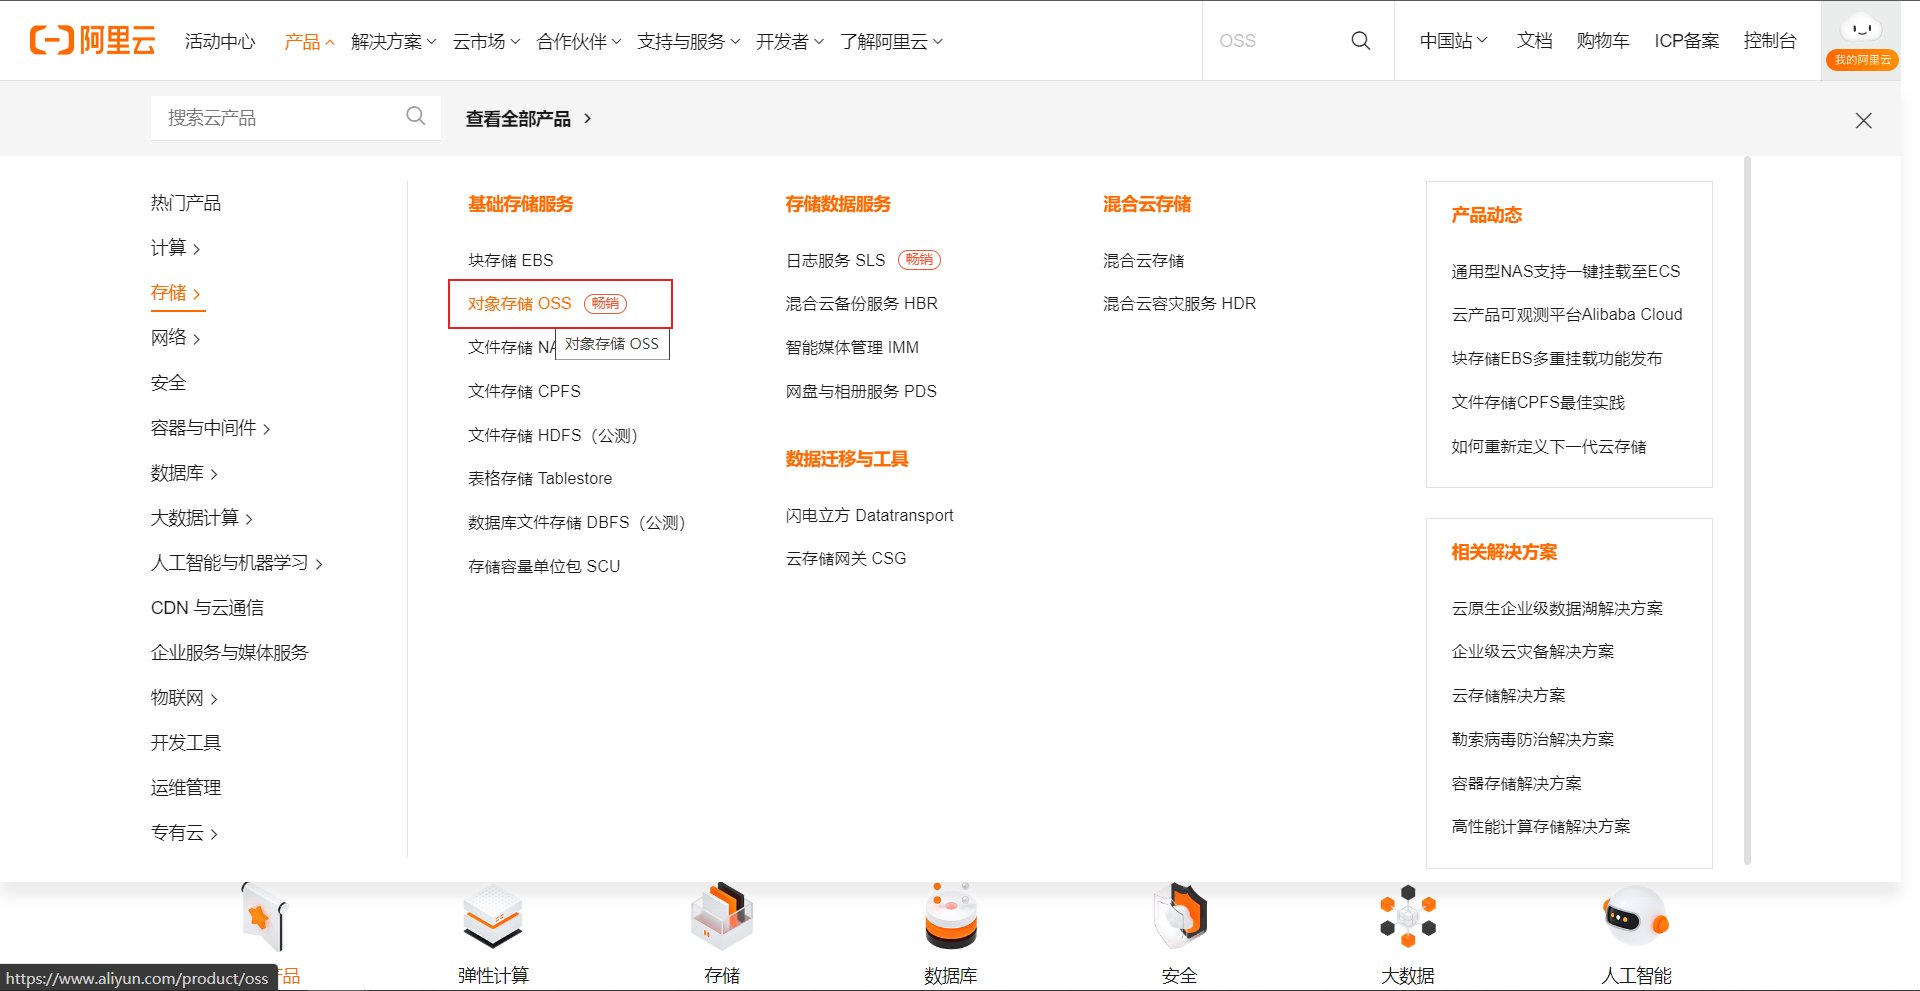 阿里云
活动中心 产品 解决方案 云市场 合作伙伴 支持与服务 开发者 了解阿里云
OSS
中国站 文档 购物车 ICP备案 控制台
我的阿里云
搜索云产品
查看全部产品
热门产品
计算
存储
网络
安全
容器与中间件
数据库
大数据计算
人工智能与机器学习
CDN 与云通信
企业服务与媒体服务
物联网
开发工具
运维管理
专有云
基础存储服务
块存储 EBS
对象存储 OSS 畅销
对象存储 OSS
文件存储 NA
文件存储 CPFS
文件存储 HDFS（公测）
表格存储 Tablestore
数据库文件存储 DBFS（公测）
存储容量单位包 SCU
存储数据服务
日志服务 SLS 畅销
混合云备份服务 HBR
智能媒体管理 IMM
网盘与相册服务 PDS
数据迁移与工具
闪电立方 Datatransport
云存储网关 CSG
混合云存储
混合云存储
混合云容灾服务 HDR
产品动态
通用型NAS支持一键挂载至ECS
云产品可观测平台Alibaba Cloud
块存储EBS多重挂载功能发布
文件存储CPFS最佳实践
如何重新定义下一代云存储
相关解决方案
云原生企业级数据湖解决方案
企业级云灾备解决方案
云存储解决方案
勒索病毒防治解决方案
容器存储解决方案
高性能计算存储解决方案
https://www.aliyun.com/product/oss
品 弹性计算 存储 数据库 安全 大数据 人工智能